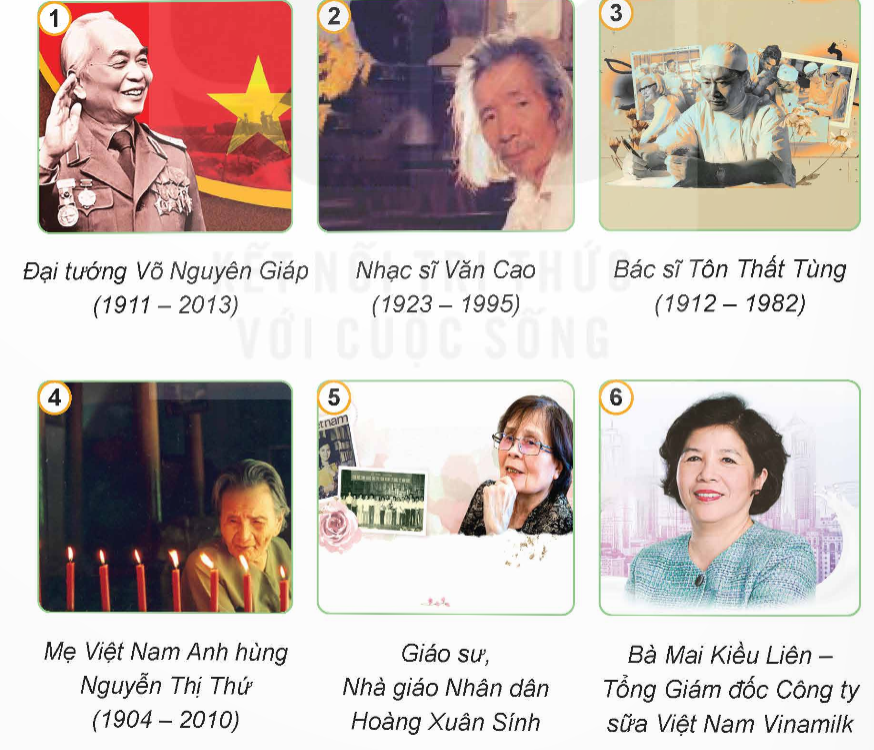 1
2
3
Đại tướng Võ Nguyên Giáp
(1911 – 2013)
Nhạc sĩ Văn Cao
(1923 – 1995)
Bác sĩ Tôn Thất Tùng
(1912 – 1982)
KẾT NỐI TRI THỨC
VỚI CUỘC SỐNG
4
5
6
tnam
Mẹ Việt Nam Anh hùng
Nguyễn Thị Thứ
(1904 – 2010)
Giáo sư,
Nhà giáo Nhân dân
Hoàng Xuân Sính
Bà Mai Kiều Liên –
Tổng Giám đốc Công ty
sữa Việt Nam Vinamilk